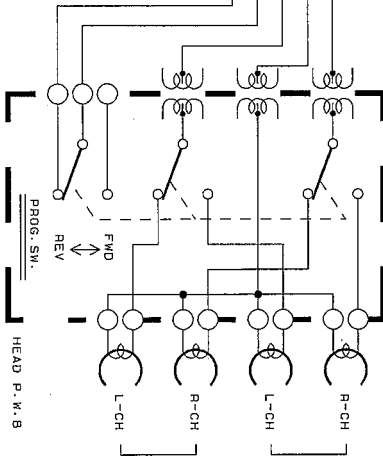 PROG.SW.
REV
FWD
HEAD P.W.B
L-CH
R-CH
L-CH
R-CH